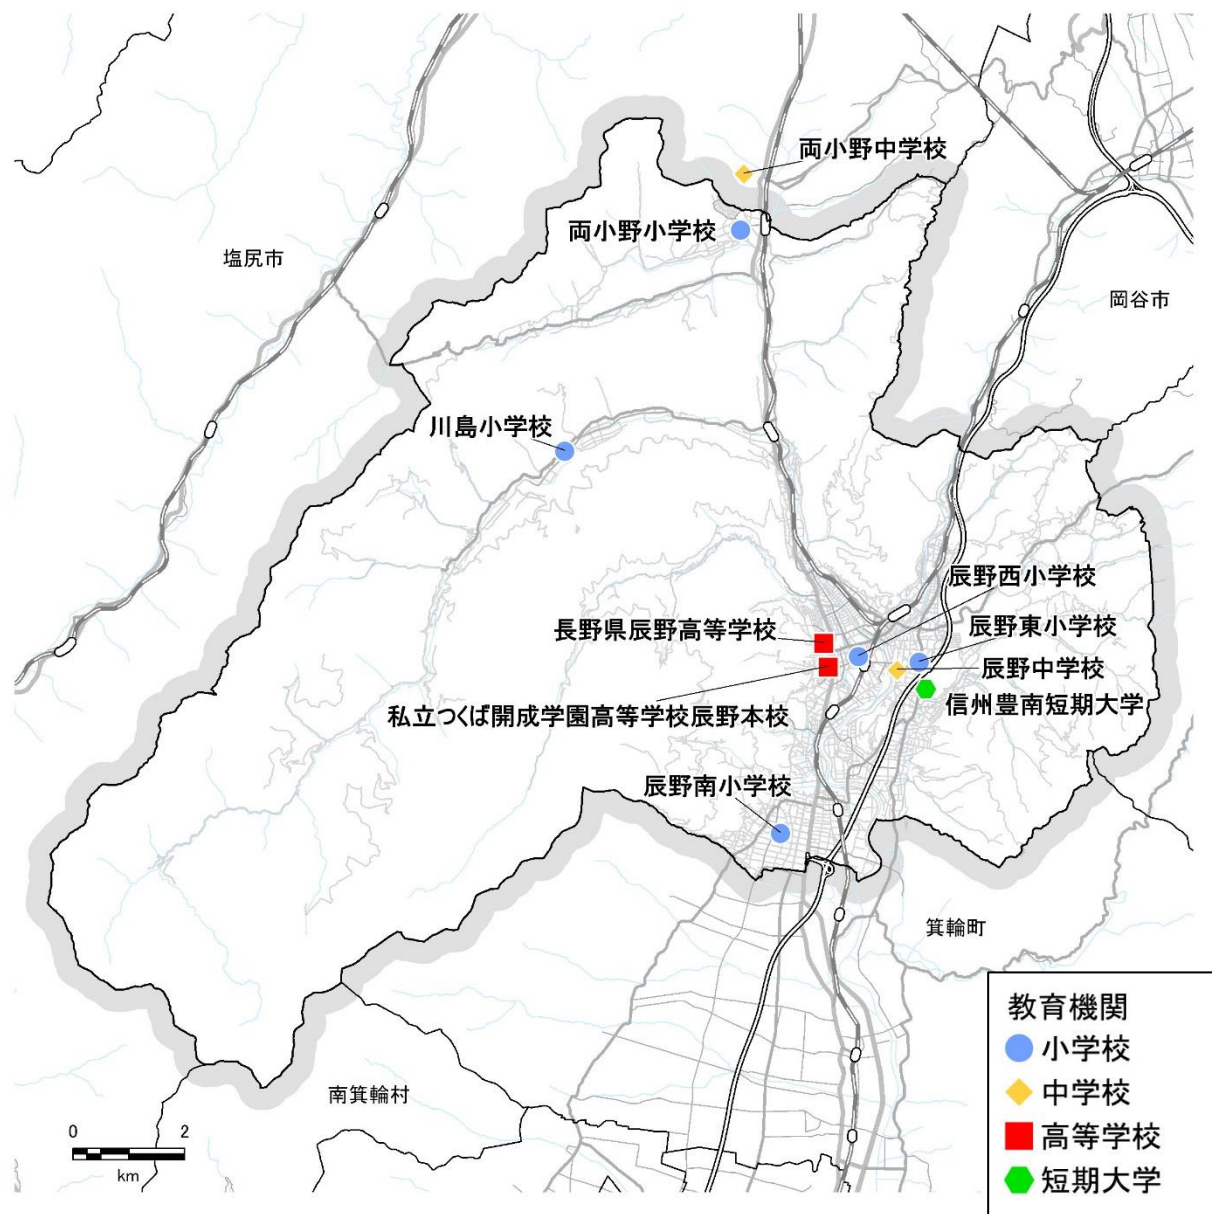 両小野中学校
両小野小学校
塩尻市
岡谷市
川島小学校
辰野西小学校
長野県辰野高等学校
辰野東小学校
辰野中学校
私立つくば開成学園高等学校辰野本校
信州豊南短期大学
辰野南小学校
箕輪町
南箕輪村
0 2
km
教育機関
小学校
中学校
高等学校
短期大学